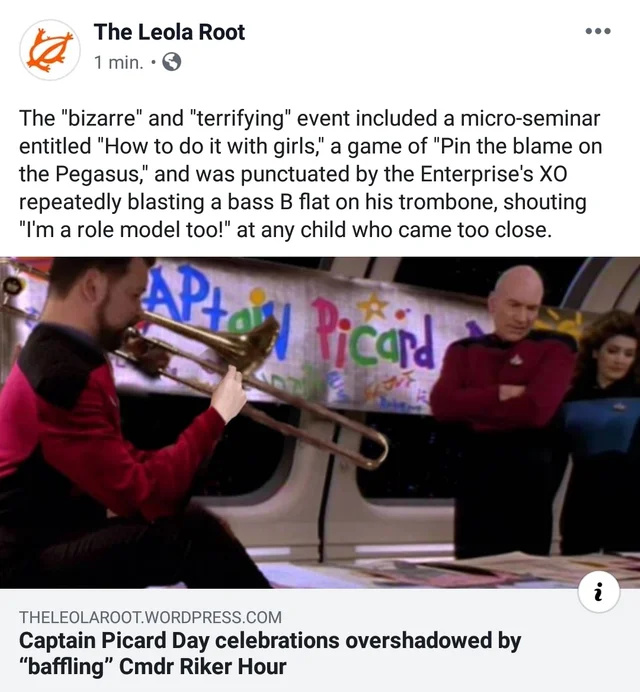 The Leola Root
1 min. ·
The "bizarre" and "terrifying" event included a micro-seminar
entitled "How to do it with girls," a game of "Pin the blame on
the Pegasus," and was punctuated by the Enterprise's XO
repeatedly blasting a bass B flat on his trombone, shouting
"I'm a role model too!" at any child who came too close.
APtaiN Picard
i
THELEOLAROOT.WORDPRESS.COM
Captain Picard Day celebrations overshadowed by
“baffling” Cmdr Riker Hour